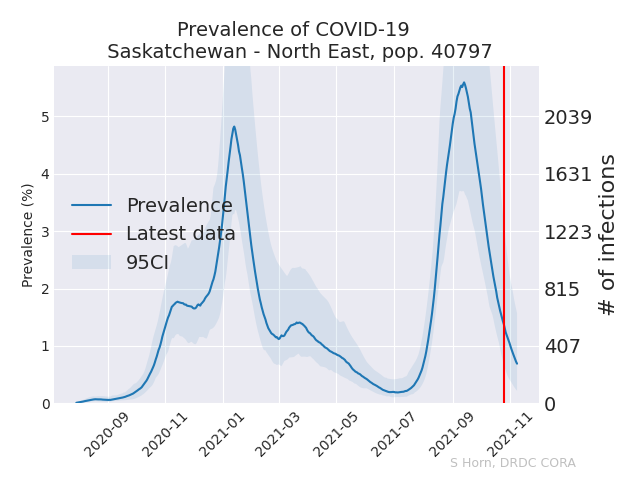 Prevalence of COVID-19
Saskatchewan - North East, pop. 40797
Prevalence (%)
5
4
3
2
1
0
Prevalence
Latest data
95CI
2039
1631
1223
815
407
0
# of infections
2020-09
2020-11
2021-01
2021-03
2021-05
2021-07
2021-09
2021-11
S Horn, DRDC CORA